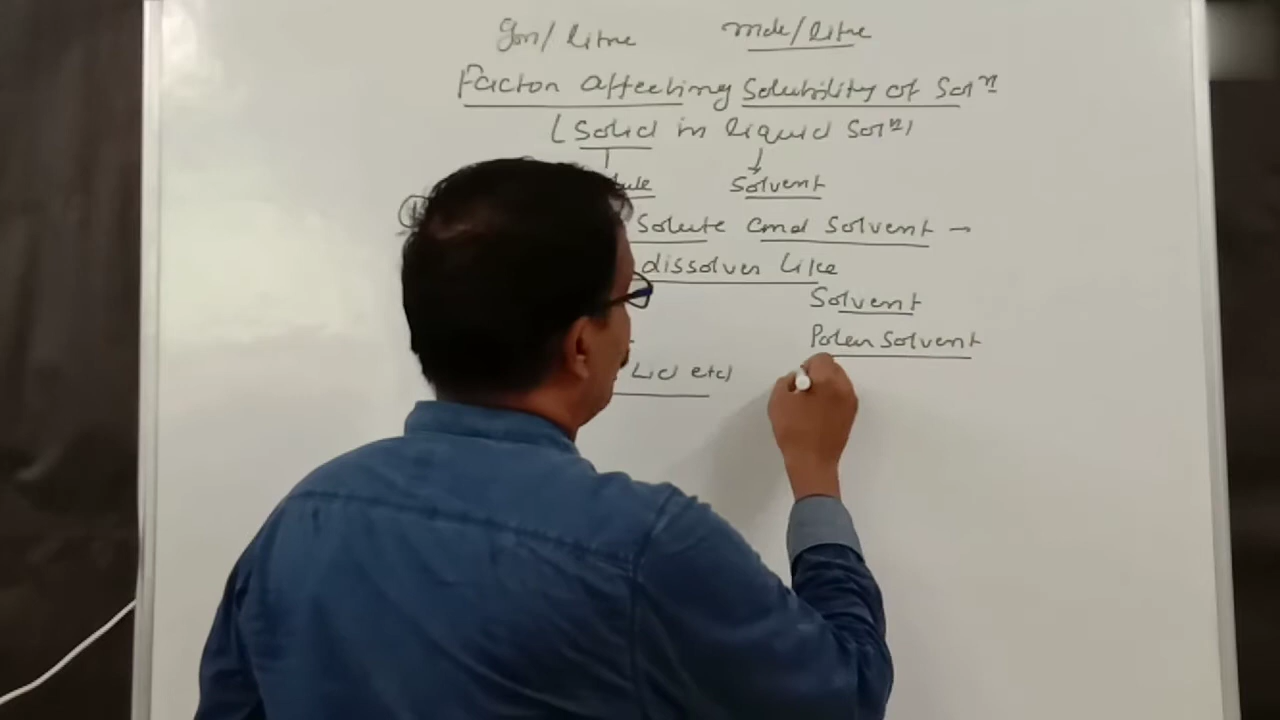 gm/litre mole/litre
Factor Affecting Solubility of Solⁿ
(Solid in liquid Solⁿ)
Solvent
Solute and Solvent –
dissolves like
Solvent
Polar Solvent
LiCl etc)